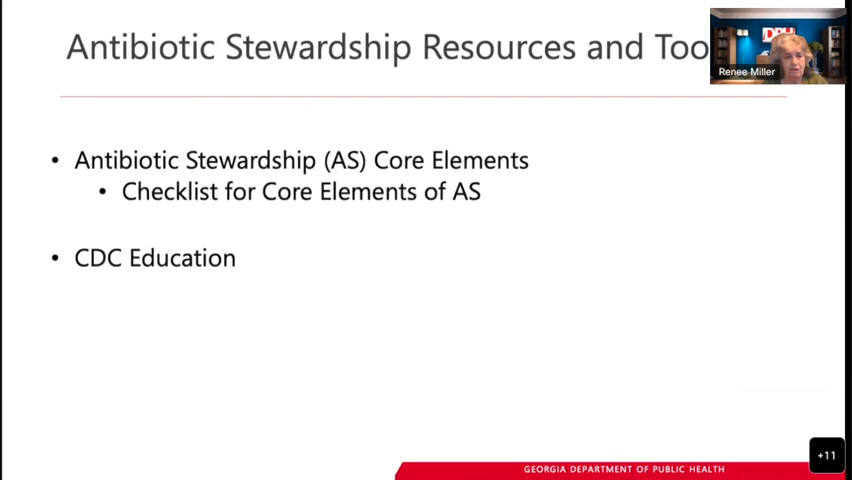 Antibiotic Stewardship Resources and Too
DPH
Renee Miller
• Antibiotic Stewardship (AS) Core Elements
• Checklist for Core Elements of AS
• CDC Education
+11
GEORGIA DEPARTMENT OF PUBLIC HEALTH